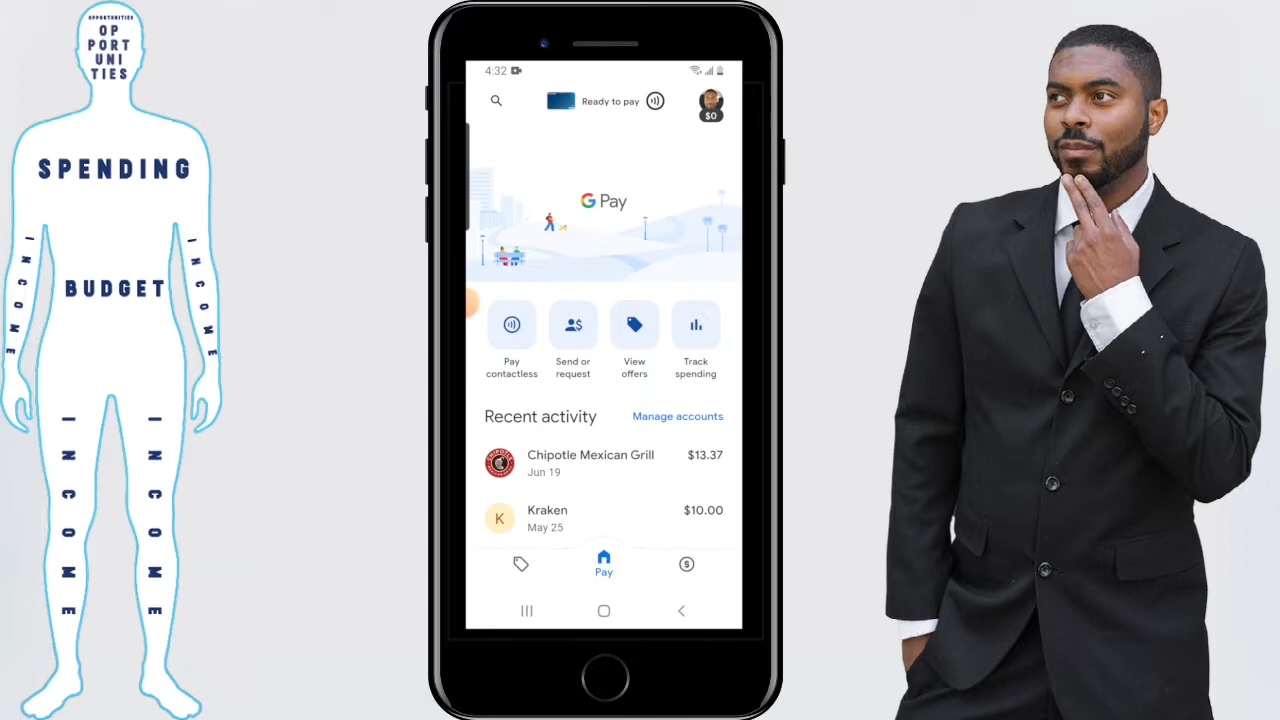 OPPORTUNITIES
OP
PORT
UNI
TIES
SPENDING
INCOME
INCOME
BUDGET
INCOME
INCOME
4:32
Ready to pay
$0
G Pay
Pay
contactless
Send or
request
View
offers
Track
spending
Recent activity
Manage accounts
CHIPOTLE
Chipotle Mexican Grill
$13.37
Jun 19
K
Kraken
$10.00
May 25
Pay